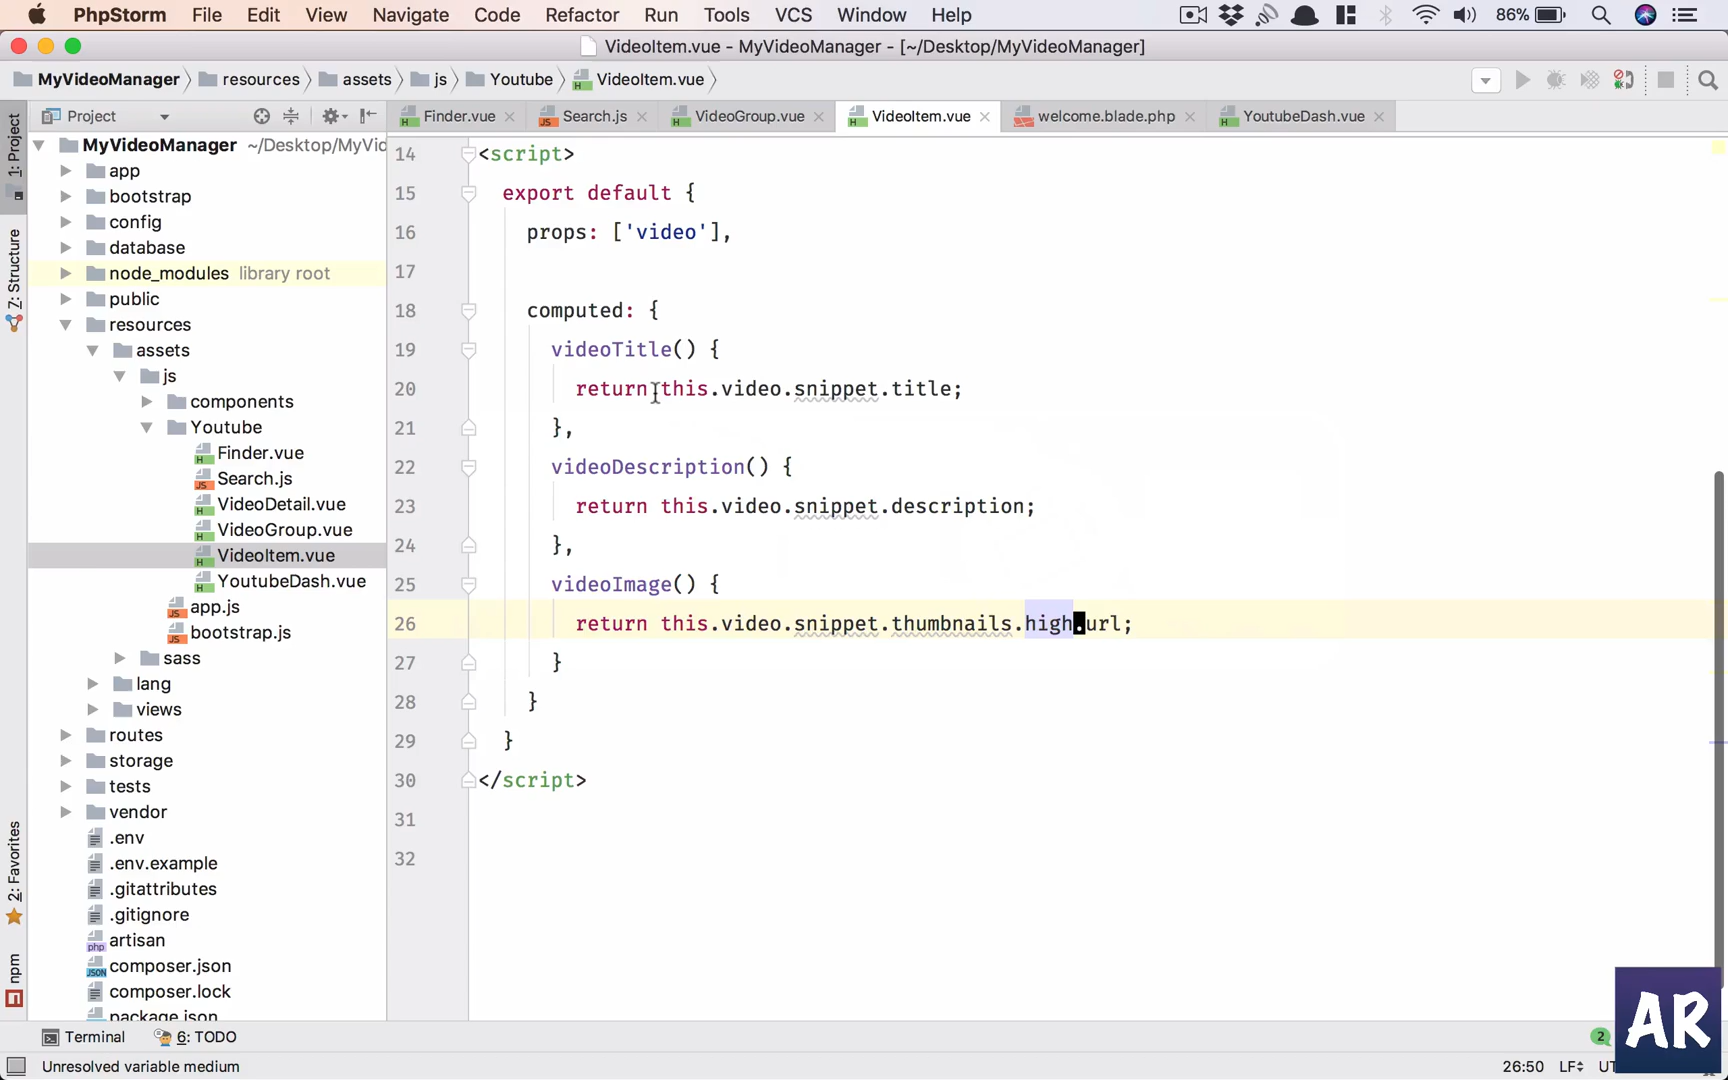 PhpStorm File Edit View Navigate Code Refactor Run Tools VCS Window Help 86%
VideoItem.vue - MyVideoManager - [~/Desktop/MyVideoManager]
MyVideoManager resources assets js Youtube VideoItem.vue
Project
Finder.vue Search.js VideoGroup.vue VideoItem.vue welcome.blade.php YoutubeDash.vue
1: Project
7: Structure
2: Favorites
npm
MyVideoManager ~/Desktop/MyVid
app
bootstrap
config
database
node_modules library root
public
resources
assets
js
components
Youtube
Finder.vue
Search.js
VideoDetail.vue
VideoGroup.vue
VideoItem.vue
YoutubeDash.vue
app.js
bootstrap.js
sass
lang
views
routes
storage
tests
vendor
.env
.env.example
.gitattributes
.gitignore
artisan
composer.json
composer.lock
package.json
14 <script>
15 export default {
16 props: ['video'],
17
18 computed: {
19 videoTitle() {
20 return this.video.snippet.title;
21 },
22 videoDescription() {
23 return this.video.snippet.description;
24 },
25 videoImage() {
26 return this.video.snippet.thumbnails.high.url;
27 }
28 }
29 }
30 </script>
31
32
Terminal 6: TODO 2
Unresolved variable medium 26:50 LF UT
AR